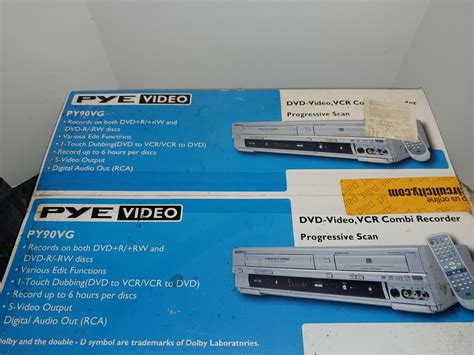 PYE VIDEO
DVD-Video,VCR Combi Recorder
PY90VG
Progressive Scan
• Records on both DVD+R/+RW and
DVD-R/-RW discs
• Various Edit Functions
• 1-Touch Dubbing(DVD to VCR/VCR to DVD)
• Record up to 6 hours per discs
• S-Video Output
Digital Audio Out (RCA)
PYE VIDEO
DVD-Video,VCR Combi Recorder
PY90VG
Progressive Scan
• Records on both DVD+R/+RW and
DVD-R/-RW discs
• Various Edit Functions
• 1-Touch Dubbing (DVD to VCR/VCR to DVD)
• Record up to 6 hours per discs
• S-Video Output
Digital Audio Out (RCA)
Dolby and the double - D symbol are trademarks of Dolby Laboratories.
us online
circuitcity.com